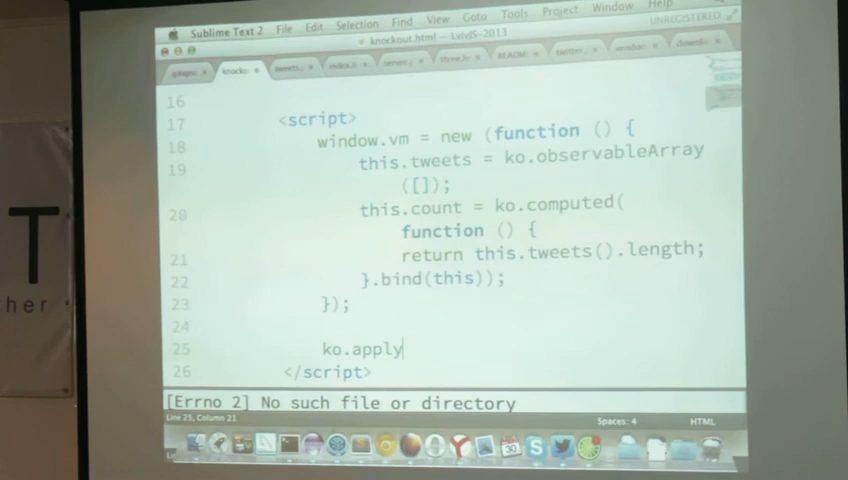 Sublime Text 2 File Edit Selection Find View Goto Tools Project Window Help
knockout.html — LvivJS-2013
UNREGISTERED
16
17 <script>
18 window.vm = new (function () {
19 this.tweets = ko.observableArray
([]);
20 this.count = ko.computed(
function () {
21 return this.tweets().length;
22 }.bind(this));
23 });
24
25 ko.apply
26 </script>
[Errno 2] No such file or directory
Line 25, Column 21
Spaces: 4
HTML
T
her